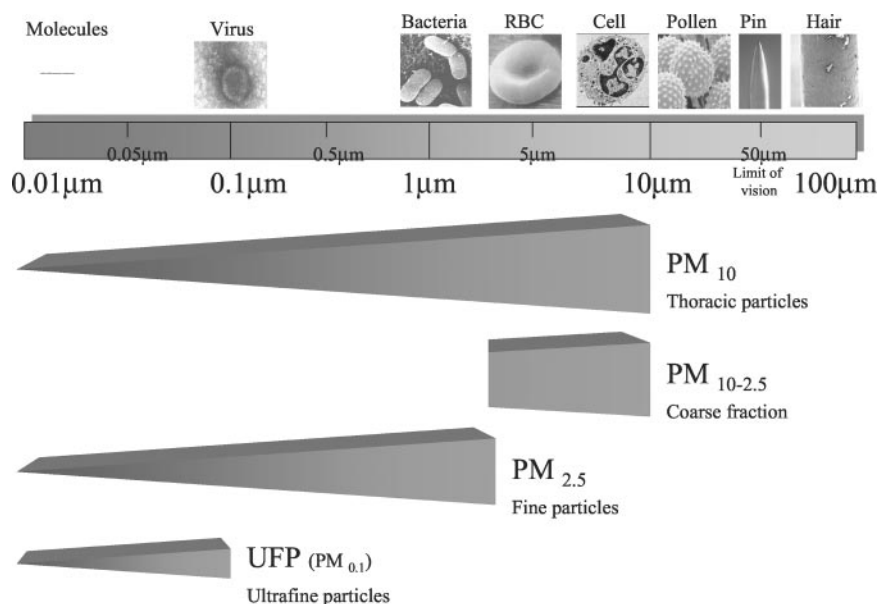 Molecules
Virus
Bacteria
RBC
Cell
Pollen
Pin
Hair
0.05μm
0.5μm
5μm
50μm
0.01μm
0.1μm
1μm
10μm
Limit of
vision
100μm
PM 10
Thoracic particles
PM 10-2.5
Coarse fraction
PM 2.5
Fine particles
UFP (PM 0.1)
Ultrafine particles